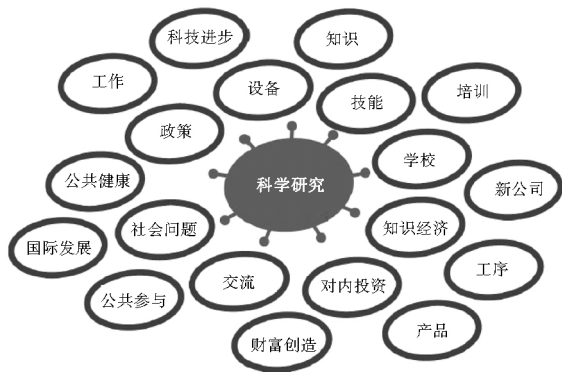 科技进步
知识
工作
设备
技能
培训
政策
学校
公共健康
科学研究
新公司
社会问题
知识经济
国际发展
交流
对内投资
工序
公共参与
财富创造
产品